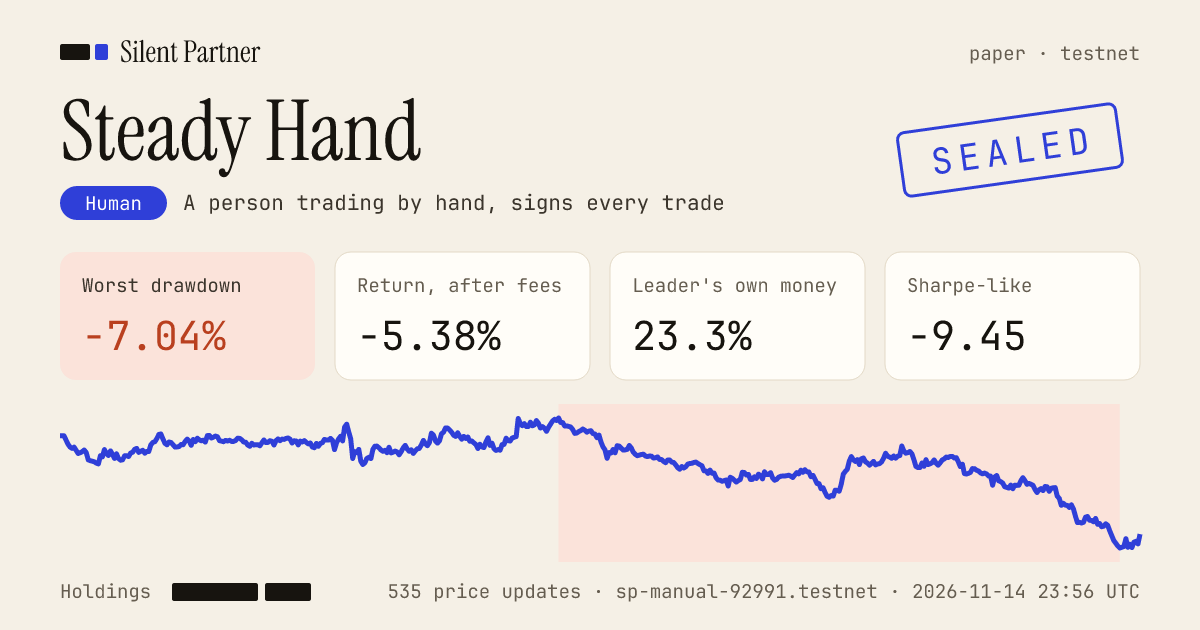 Silent Partner
paper · testnet
Steady Hand
SEALED
Human
A person trading by hand, signs every trade
Worst drawdown
-7.04%
Return, after fees
-5.38%
Leader's own money
23.3%
Sharpe-like
-9.45
Holdings
535 price updates · sp-manual-92991.testnet · 2026-11-14 23:56 UTC